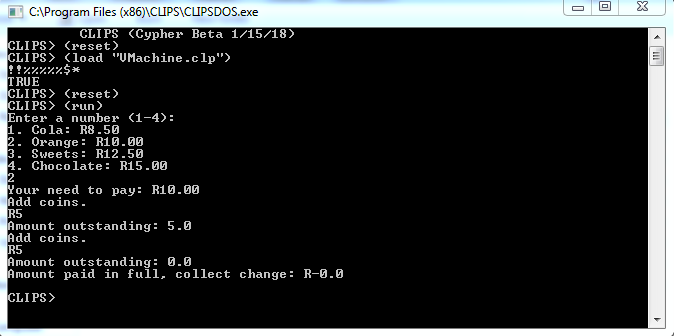 C:\Program Files (x86)\CLIPS\CLIPSDOS.exe
CLIPS (Cypher Beta 1/15/18)
CLIPS> (reset)
CLIPS> (load "VMachine.clp")
!!%%%%%$*
TRUE
CLIPS> (reset)
CLIPS> (run)
Enter a number (1-4):
1. Cola: R8.50
2. Orange: R10.00
3. Sweets: R12.50
4. Chocolate: R15.00
2
Your need to pay: R10.00
Add coins.
R5
Amount outstanding: 5.0
Add coins.
R5
Amount outstanding: 0.0
Amount paid in full, collect change: R-0.0
CLIPS>